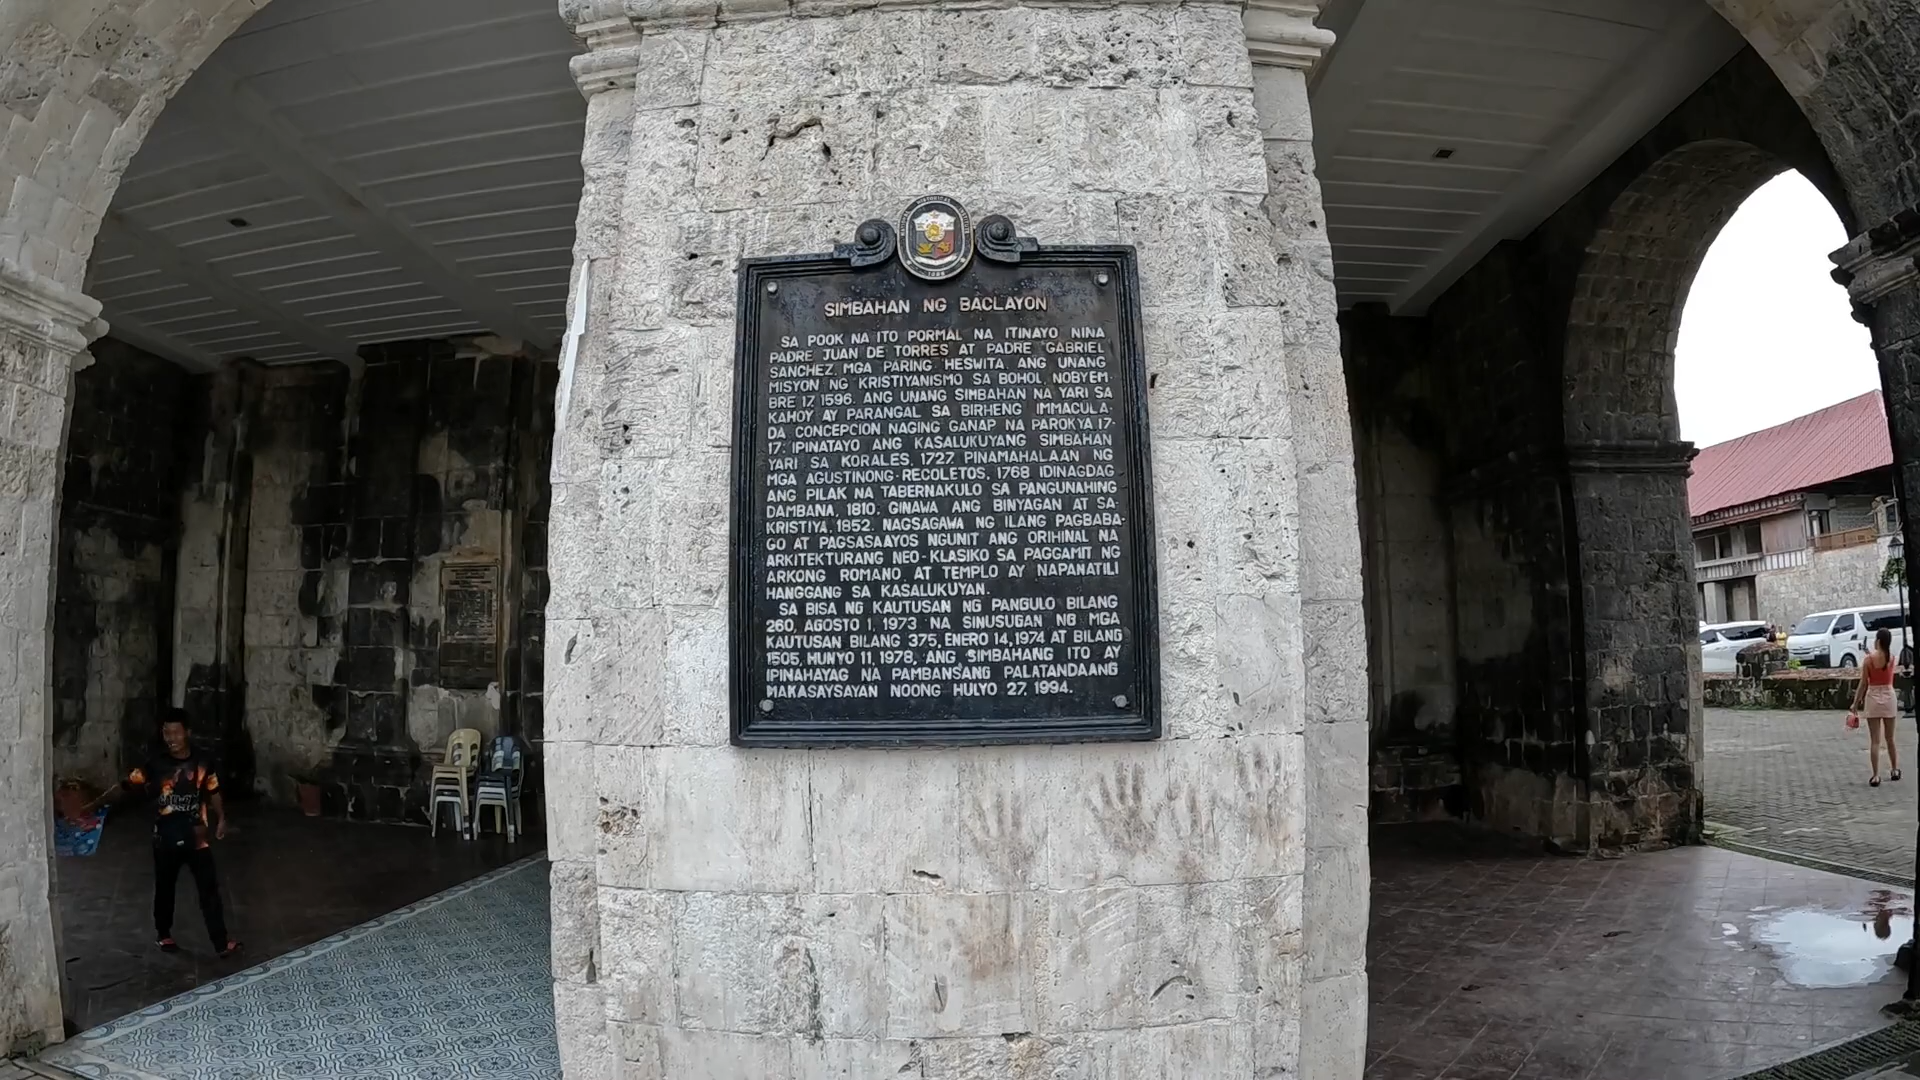 SIMBAHAN NG BACLAYON
SA POOK NA ITO PORMAL NA ITINAYO NINA
PADRE JUAN DE TORRES AT PADRE GABRIEL
SANCHEZ, MGA PARING HESWITA, ANG UNANG
MISYON NG KRISTIYANISMO SA BOHOL, NOBYEM-
BRE 17, 1596. ANG UNANG SIMBAHAN NA YARI SA
KAHOY AY PARANGAL SA BIRHENG IMMACULA-
DA CONCEPCION NAGING GANAP NA PAROKYA 17-
17. IPINATAYO ANG KASALUKUYANG SIMBAHAN
YARI SA KORALES, 1727. PINAMAHALAAN NG
MGA AGUSTINONG-RECOLETOS, 1768. IDINAGDAG
ANG PILAK NA TABERNAKULO SA PANGUNAHING
DAMBANA, 1810. GINAWA ANG BINYAGAN AT SA-
KRISTIYA, 1852. NAGSAGAWA NG ILANG PAGBABA-
GO AT PAGSASAAYOS NGUNIT ANG ORIHINAL NA
ARKITEKTURANG NEO-KLASIKO SA PAGGAMIT NG
ARKONG ROMANO AT TEMPLO AY NAPANATILI
HANGGANG SA KASALUKUYAN.
SA BISA NG KAUTUSAN NG PANGULO BILANG
260, AGOSTO 1, 1973 NA SINUSUGAN NG MGA
KAUTUSAN BILANG 375, ENERO 14, 1974 AT BILANG
1505, HUNYO 11, 1978, ANG SIMBAHANG ITO AY
IPINAHAYAG NA PAMBANSANG PALATANDAANG
MAKASAYSAYAN NOONG HULYO 27, 1994.